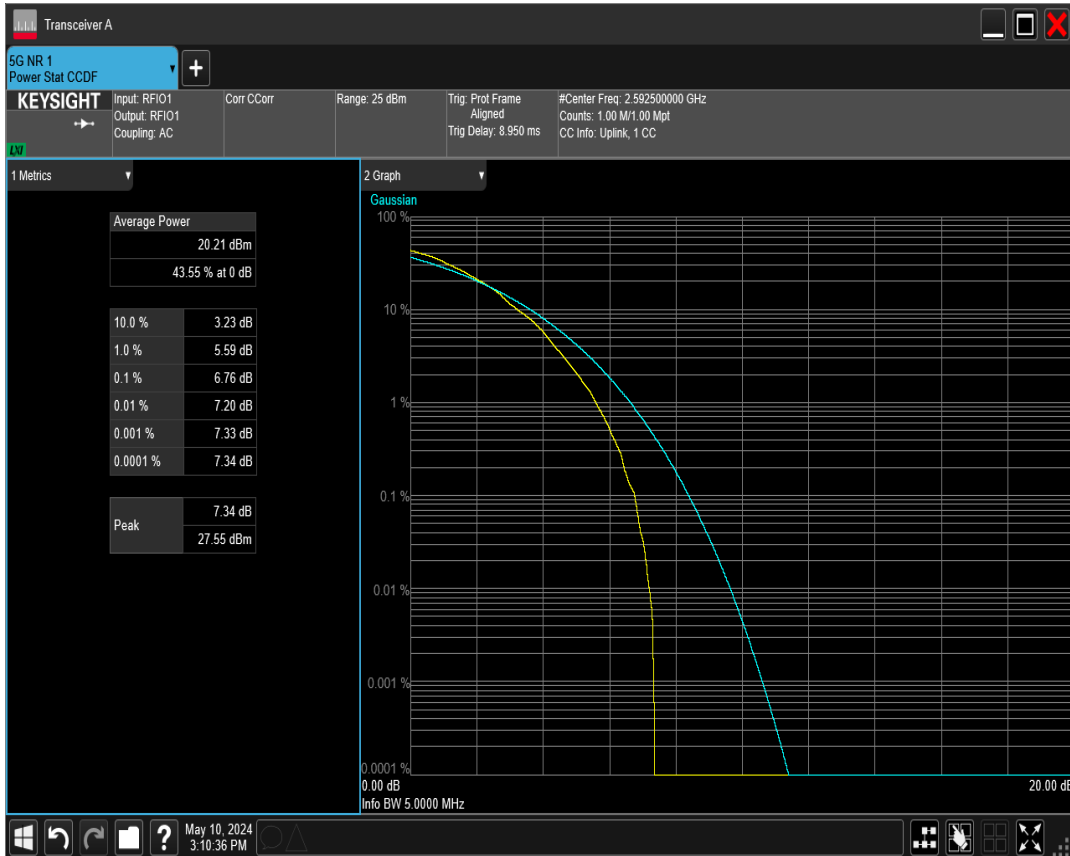 Transceiver A
5G NR 1
Power Stat CCDF
KEYSIGHT
LXI
Input: RFIO1
Output: RFIO1
Coupling: AC
Corr CCorr
Range: 25 dBm
Trig: Prot Frame
Aligned
Trig Delay: 8.950 ms
#Center Freq: 2.592500000 GHz
Counts: 1.00 M/1.00 Mpt
CC Info: Uplink, 1 CC
1 Metrics
Average Power
20.21 dBm
43.55 % at 0 dB
10.0 % 3.23 dB
1.0 % 5.59 dB
0.1 % 6.76 dB
0.01 % 7.20 dB
0.001 % 7.33 dB
0.0001 % 7.34 dB
Peak
7.34 dB
27.55 dBm
2 Graph
Gaussian
100 %
10 %
1 %
0.1 %
0.01 %
0.001 %
0.0001 %
0.00 dB 20.00 dB
Info BW 5.0000 MHz
?
May 10, 2024
3:10:36 PM